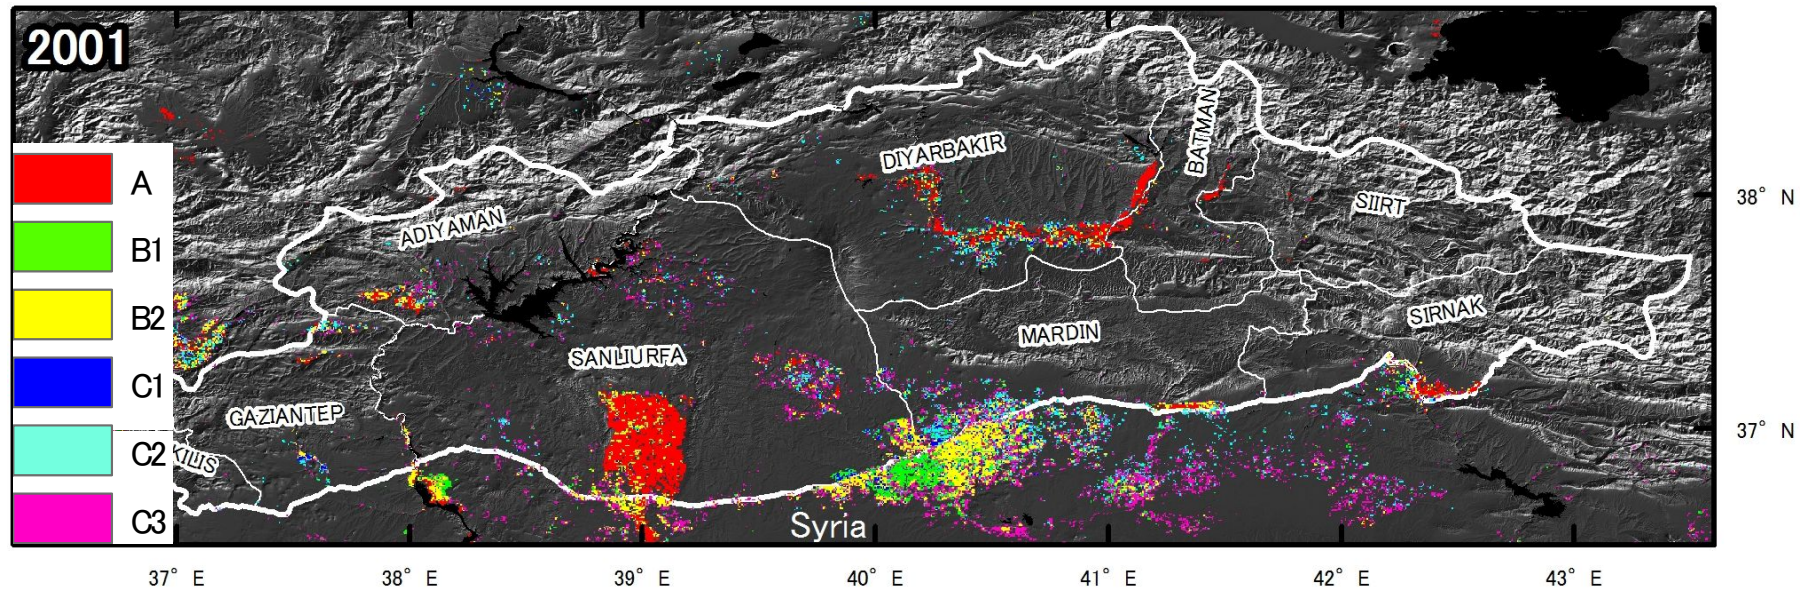 2001
BATMAN
DIYARBAKIR
A
38° N
SIIRT
ADIYAMAN
B1
B2
SIRNAK
MARDIN
SANLIURFA
C1
GAZIANTEP
37° N
C2
KILIS
C3
Syria
37° E 38° E 39° E 40° E 41° E 42° E 43° E